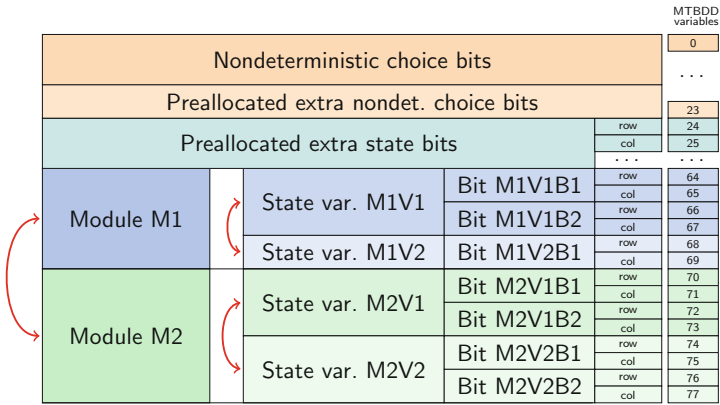 MTBDD
variables
Nondeterministic choice bits
0
. . .
Preallocated extra nondet. choice bits
23
Preallocated extra state bits
row
24
col
25
. . .
. . .
Module M1
State var. M1V1
Bit M1V1B1
row
64
col
65
Bit M1V1B2
row
66
col
67
State var. M1V2
Bit M1V2B1
row
68
col
69
Module M2
State var. M2V1
Bit M2V1B1
row
70
col
71
Bit M2V1B2
row
72
col
73
State var. M2V2
Bit M2V2B1
row
74
col
75
Bit M2V2B2
row
76
col
77